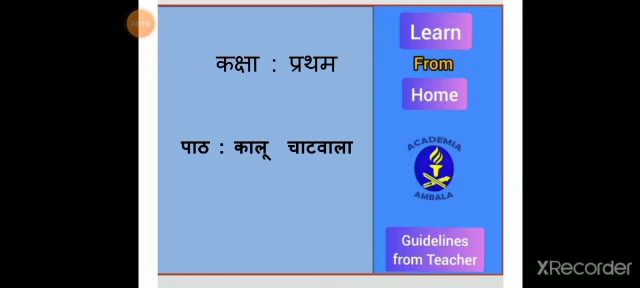 कक्षा : प्रथम
पाठ : कालू चाटवाला
Learn
From
Home
ACADEMIA
AMBALA
Guidelines
from Teacher
XRecorder